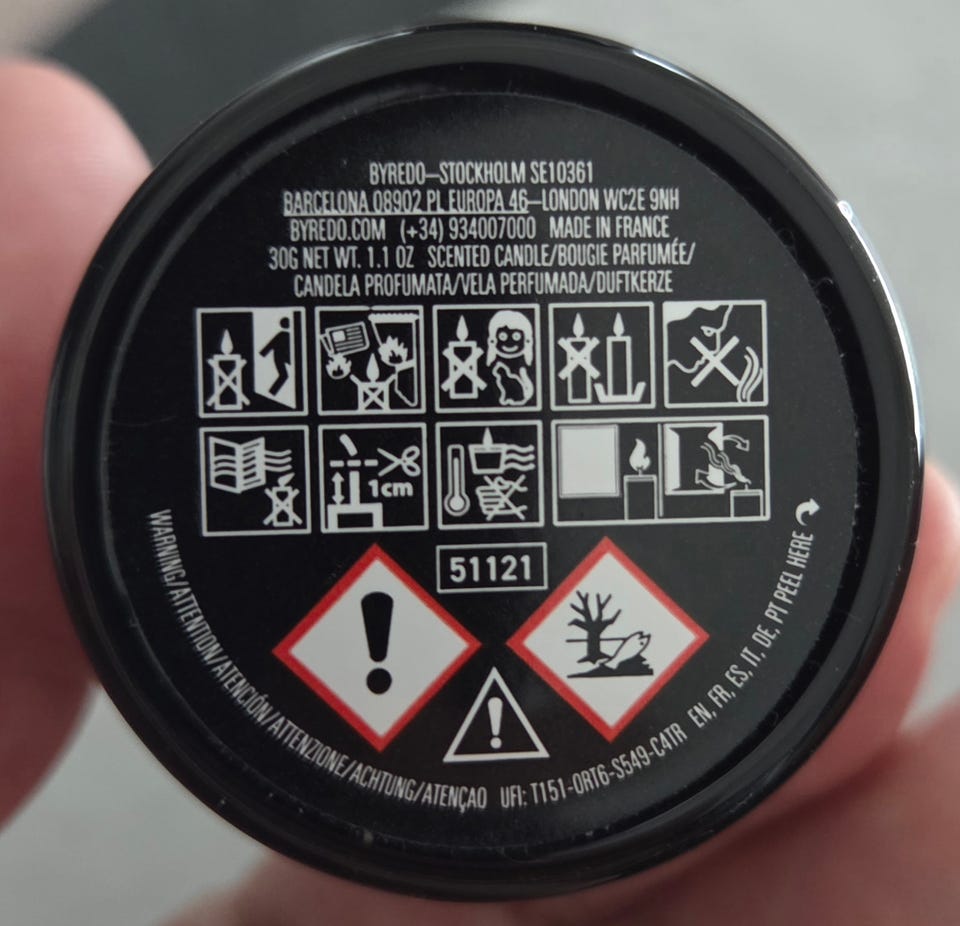 BYREDO–STOCKHOLM SE10361
BARCELONA 08902 PL EUROPA 46–LONDON WC2E 9NH
BYREDO.COM (+34) 934007000 MADE IN FRANCE
30G NET WT. 1.1 OZ SCENTED CANDLE/BOUGIE PARFUMÉE/
CANDELA PROFUMATA/VELA PERFUMADA/DUFTKERZE
1cm
51121
WARNING/ATTENTION/ATENCIÓN/ATTENZIONE/ACHTUNG/ATENÇAO UFI: T151-0RT6-S549-C4TR EN, FR, ES, IT, DE, PT PEEL HERE